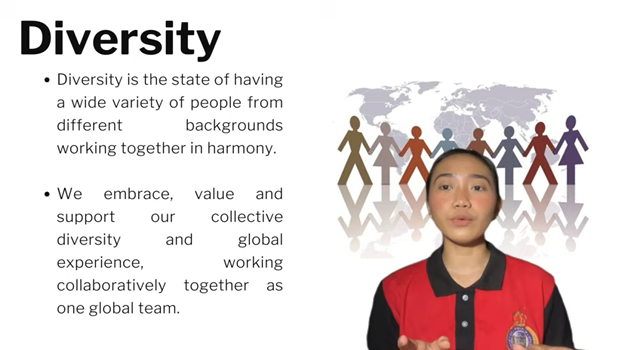 Diversity
• Diversity is the state of having
a wide variety of people from
different backgrounds
working together in harmony.
• We embrace, value and
support our collective
diversity and global
experience, working
collaboratively together as
one global team.